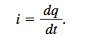 i = dq/dt.